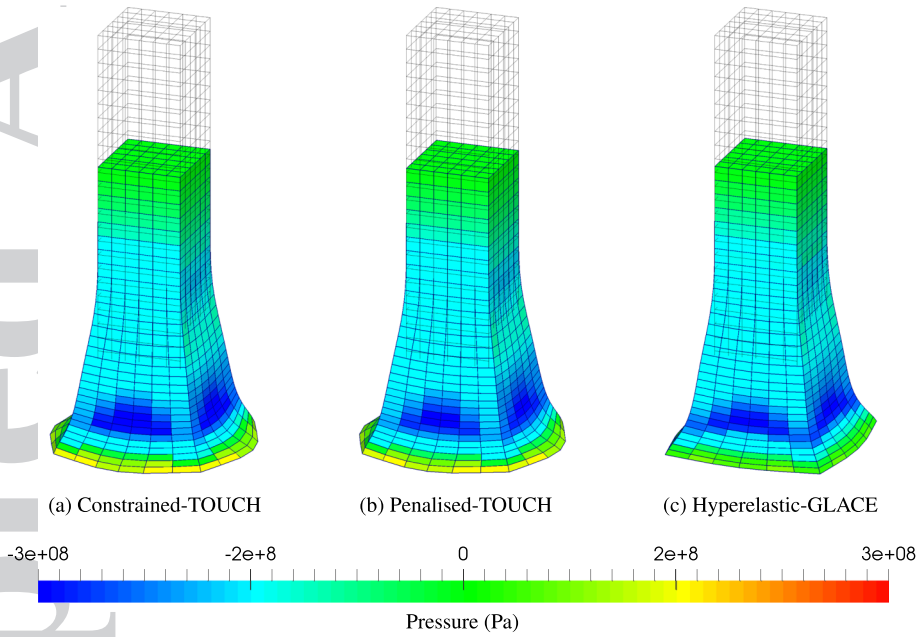 (a) Constrained-TOUCH (b) Penalised-TOUCH (c) Hyperelastic-GLACE
-3e+08 -2e+8 0 2e+8 3e+08
Pressure (Pa)